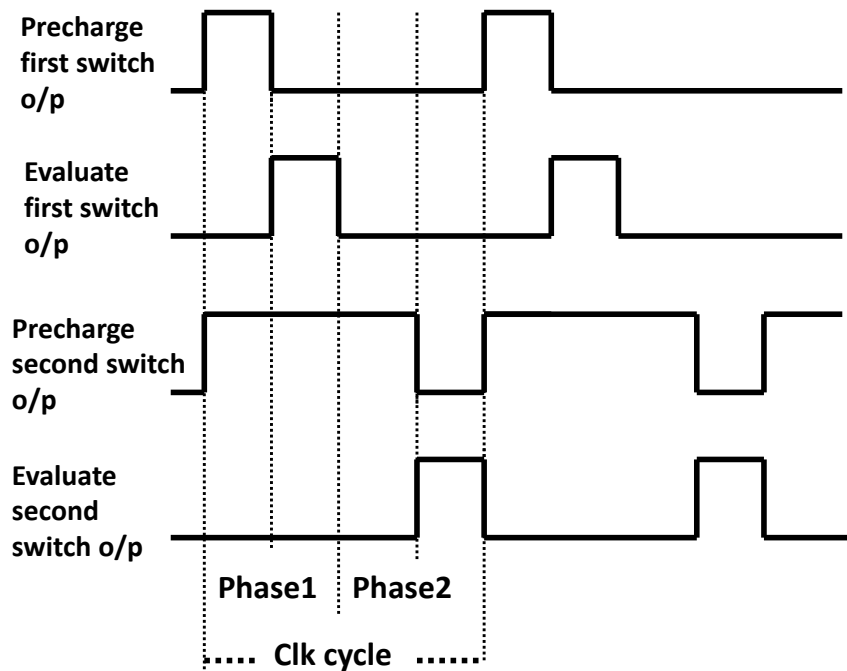 Precharge
first switch
o/p
Evaluate
first switch
o/p
Precharge
second switch
o/p
Evaluate
second
switch o/p
Phase1 Phase2
Clk cycle